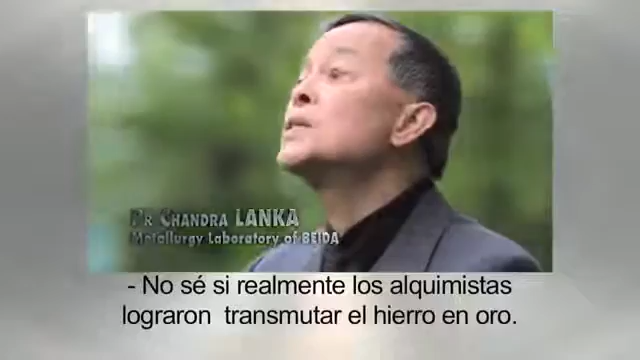 Dr Chandra LANKA
Metallurgy Laboratory of BEIDA
- No sé si realmente los alquimistas
lograron transmutar el hierro en oro.